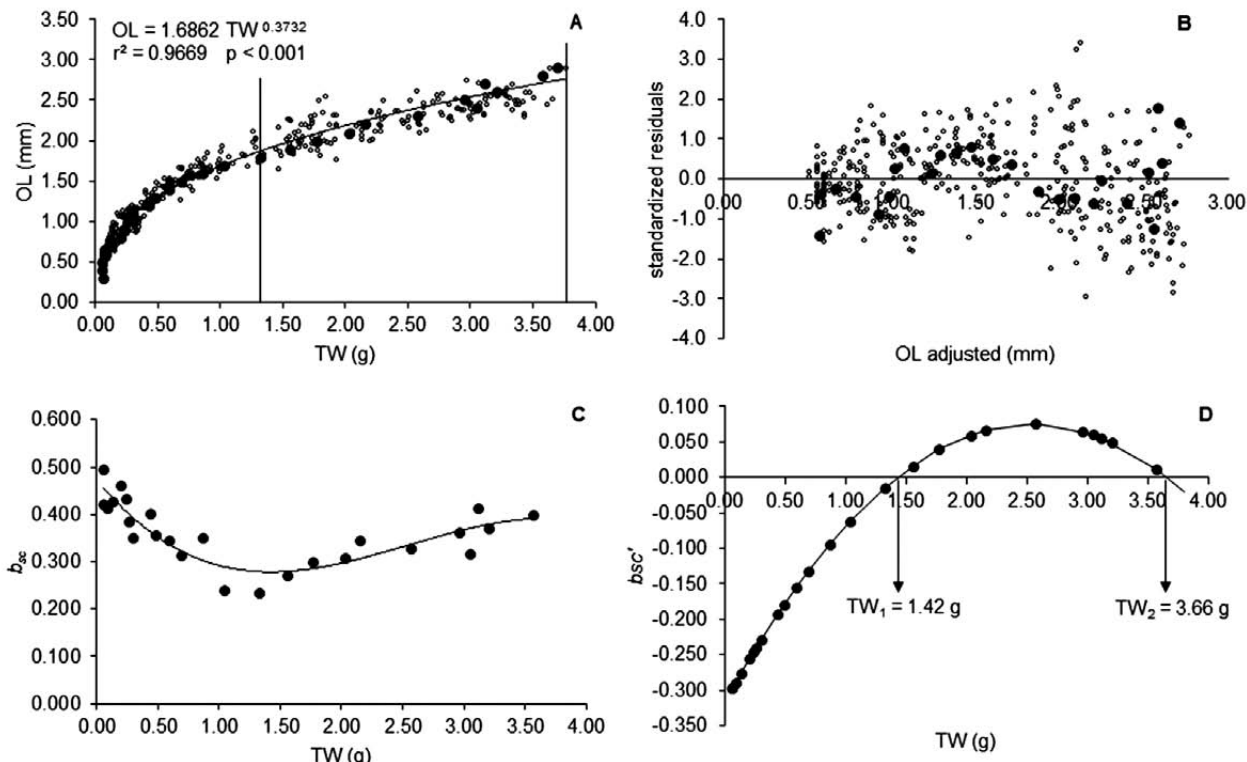 OL = 1.6862 TW^0.3732
r² = 0.9669 p < 0.001
A
3.50
3.00
2.50
2.00
1.50
1.00
0.50
0.00
OL (mm)
0.00 0.50 1.00 1.50 2.00 2.50 3.00 3.50 4.00
TW (g)
B
4.0
3.0
2.0
1.0
0.0
-1.0
-2.0
-3.0
-4.0
standardized residuals
0.00 0.50 1.00 1.50 2.00 2.50 3.00
OL adjusted (mm)
C
0.600
0.500
0.400
0.300
0.200
0.100
0.000
b_sc
0.00 0.50 1.00 1.50 2.00 2.50 3.00 3.50 4.00
TW (g)
D
0.100
0.050
0.000
-0.050
-0.100
-0.150
-0.200
-0.250
-0.300
-0.350
bsc'
0.00 0.50 1.00 1.50 2.00 2.50 3.00 3.50 4.00
TW₁ = 1.42 g
TW₂ = 3.66 g
TW (g)